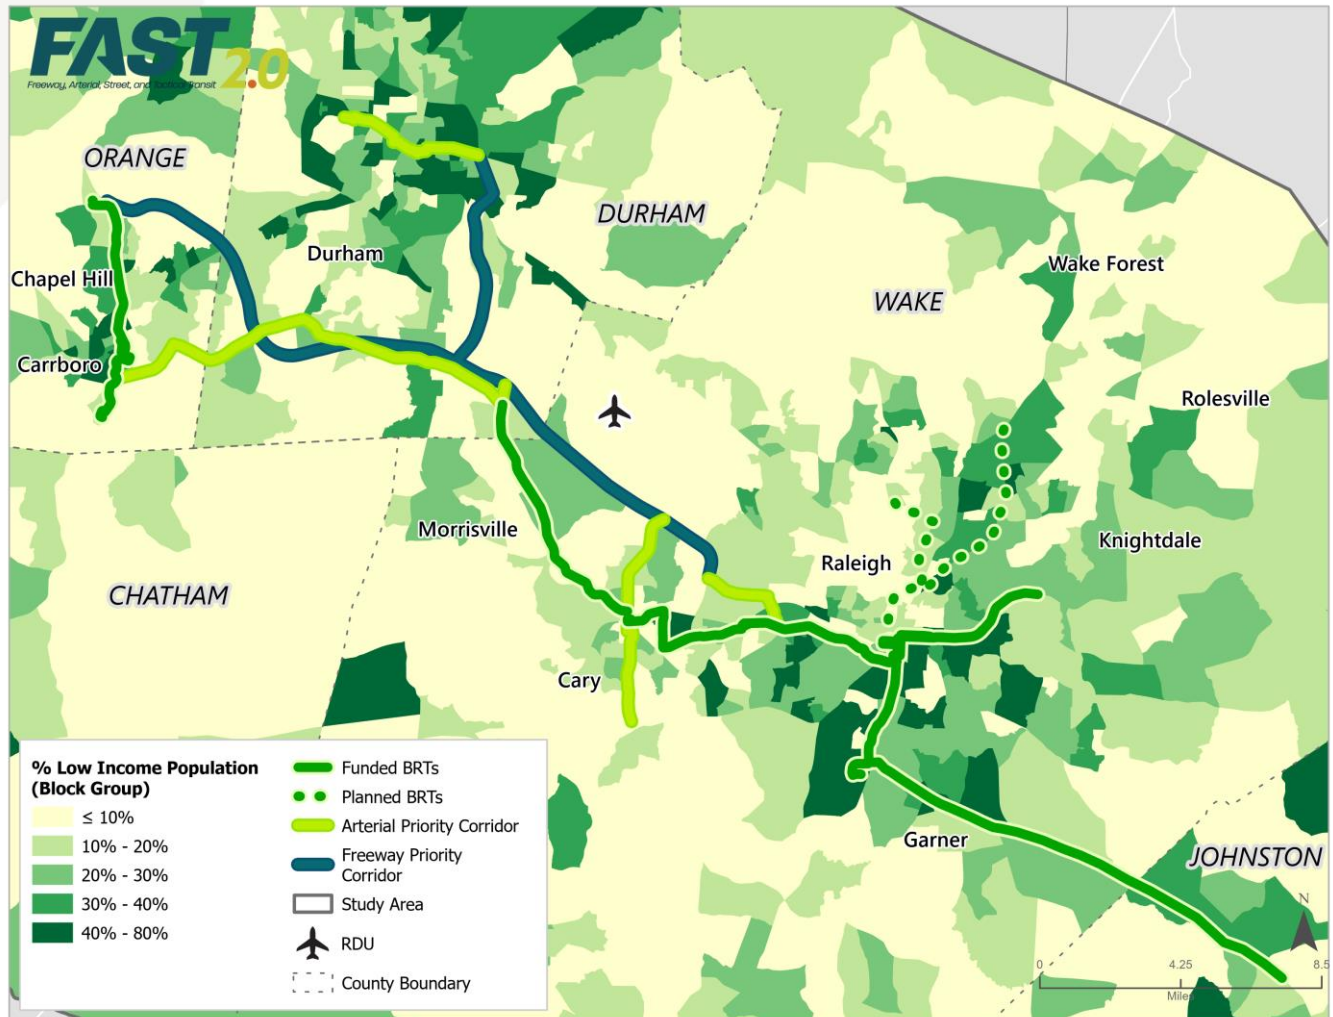 FAST 2.0
Freeway, Arterial, Street, and Tactical Transit
ORANGE
DURHAM
Durham
Chapel Hill
WAKE
Wake Forest
Carrboro
Rolesville
Morrisville
Raleigh
Knightdale
CHATHAM
Cary
Garner
JOHNSTON
% Low Income Population
(Block Group)
≤ 10%
10% - 20%
20% - 30%
30% - 40%
40% - 80%
Funded BRTs
Planned BRTs
Arterial Priority Corridor
Freeway Priority
Corridor
Study Area
RDU
County Boundary
N
0 4.25 8.5
Miles